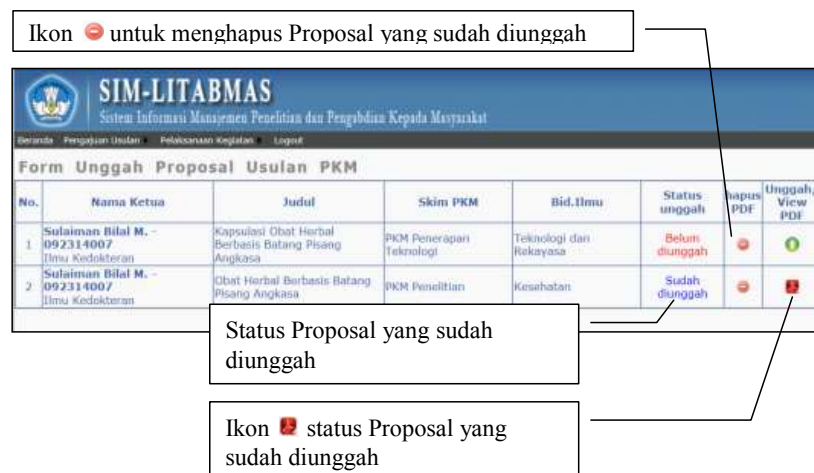 Ikon untuk menghapus Proposal yang sudah diunggah
SIM-LITABMAS
Sistem Informasi Manajemen Penelitian dan Pengabdian Kepada Masyarakat
Beranda Pengajuan Usulan Pelaksanaan Kegiatan Logout
Form Unggah Proposal Usulan PKM
No. Nama Ketua Judul Skim PKM Bid.Ilmu Status unggah hapus PDF Unggah, View PDF
1 Sulaiman Bilal M. - 092314007 Ilmu Kedokteran Kapsulasi Obat Herbal Berbasis Batang Pisang Angkasa PKM Penerapan Teknologi Teknologi dan Rekayasa Belum diunggah
2 Sulaiman Bilal M. - 092314007 Ilmu Kedokteran Obat Herbal Berbasis Batang Pisang Angkasa PKM Penelitian Kesehatan Sudah diunggah
Status Proposal yang sudah
diunggah
Ikon status Proposal yang
sudah diunggah